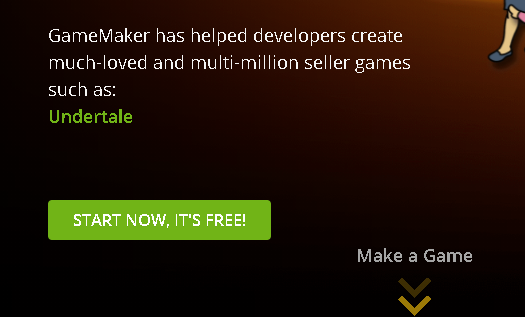 GameMaker has helped developers create
much-loved and multi-million seller games
such as:
Undertale
START NOW, IT'S FREE!
Make a Game